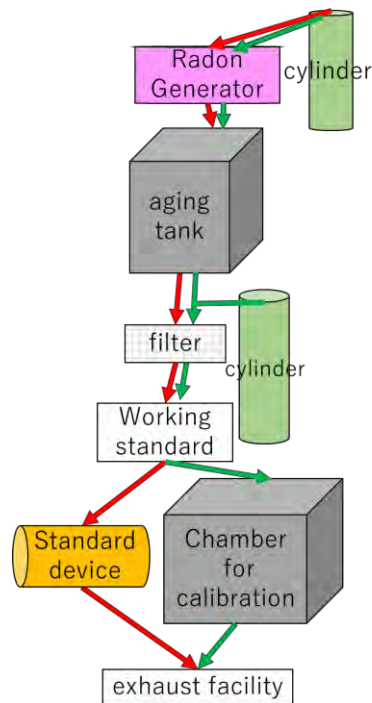 Radon
Generator
cylinder
aging
tank
filter
cylinder
Working
standard
Standard
device
Chamber
for
calibration
exhaust facility